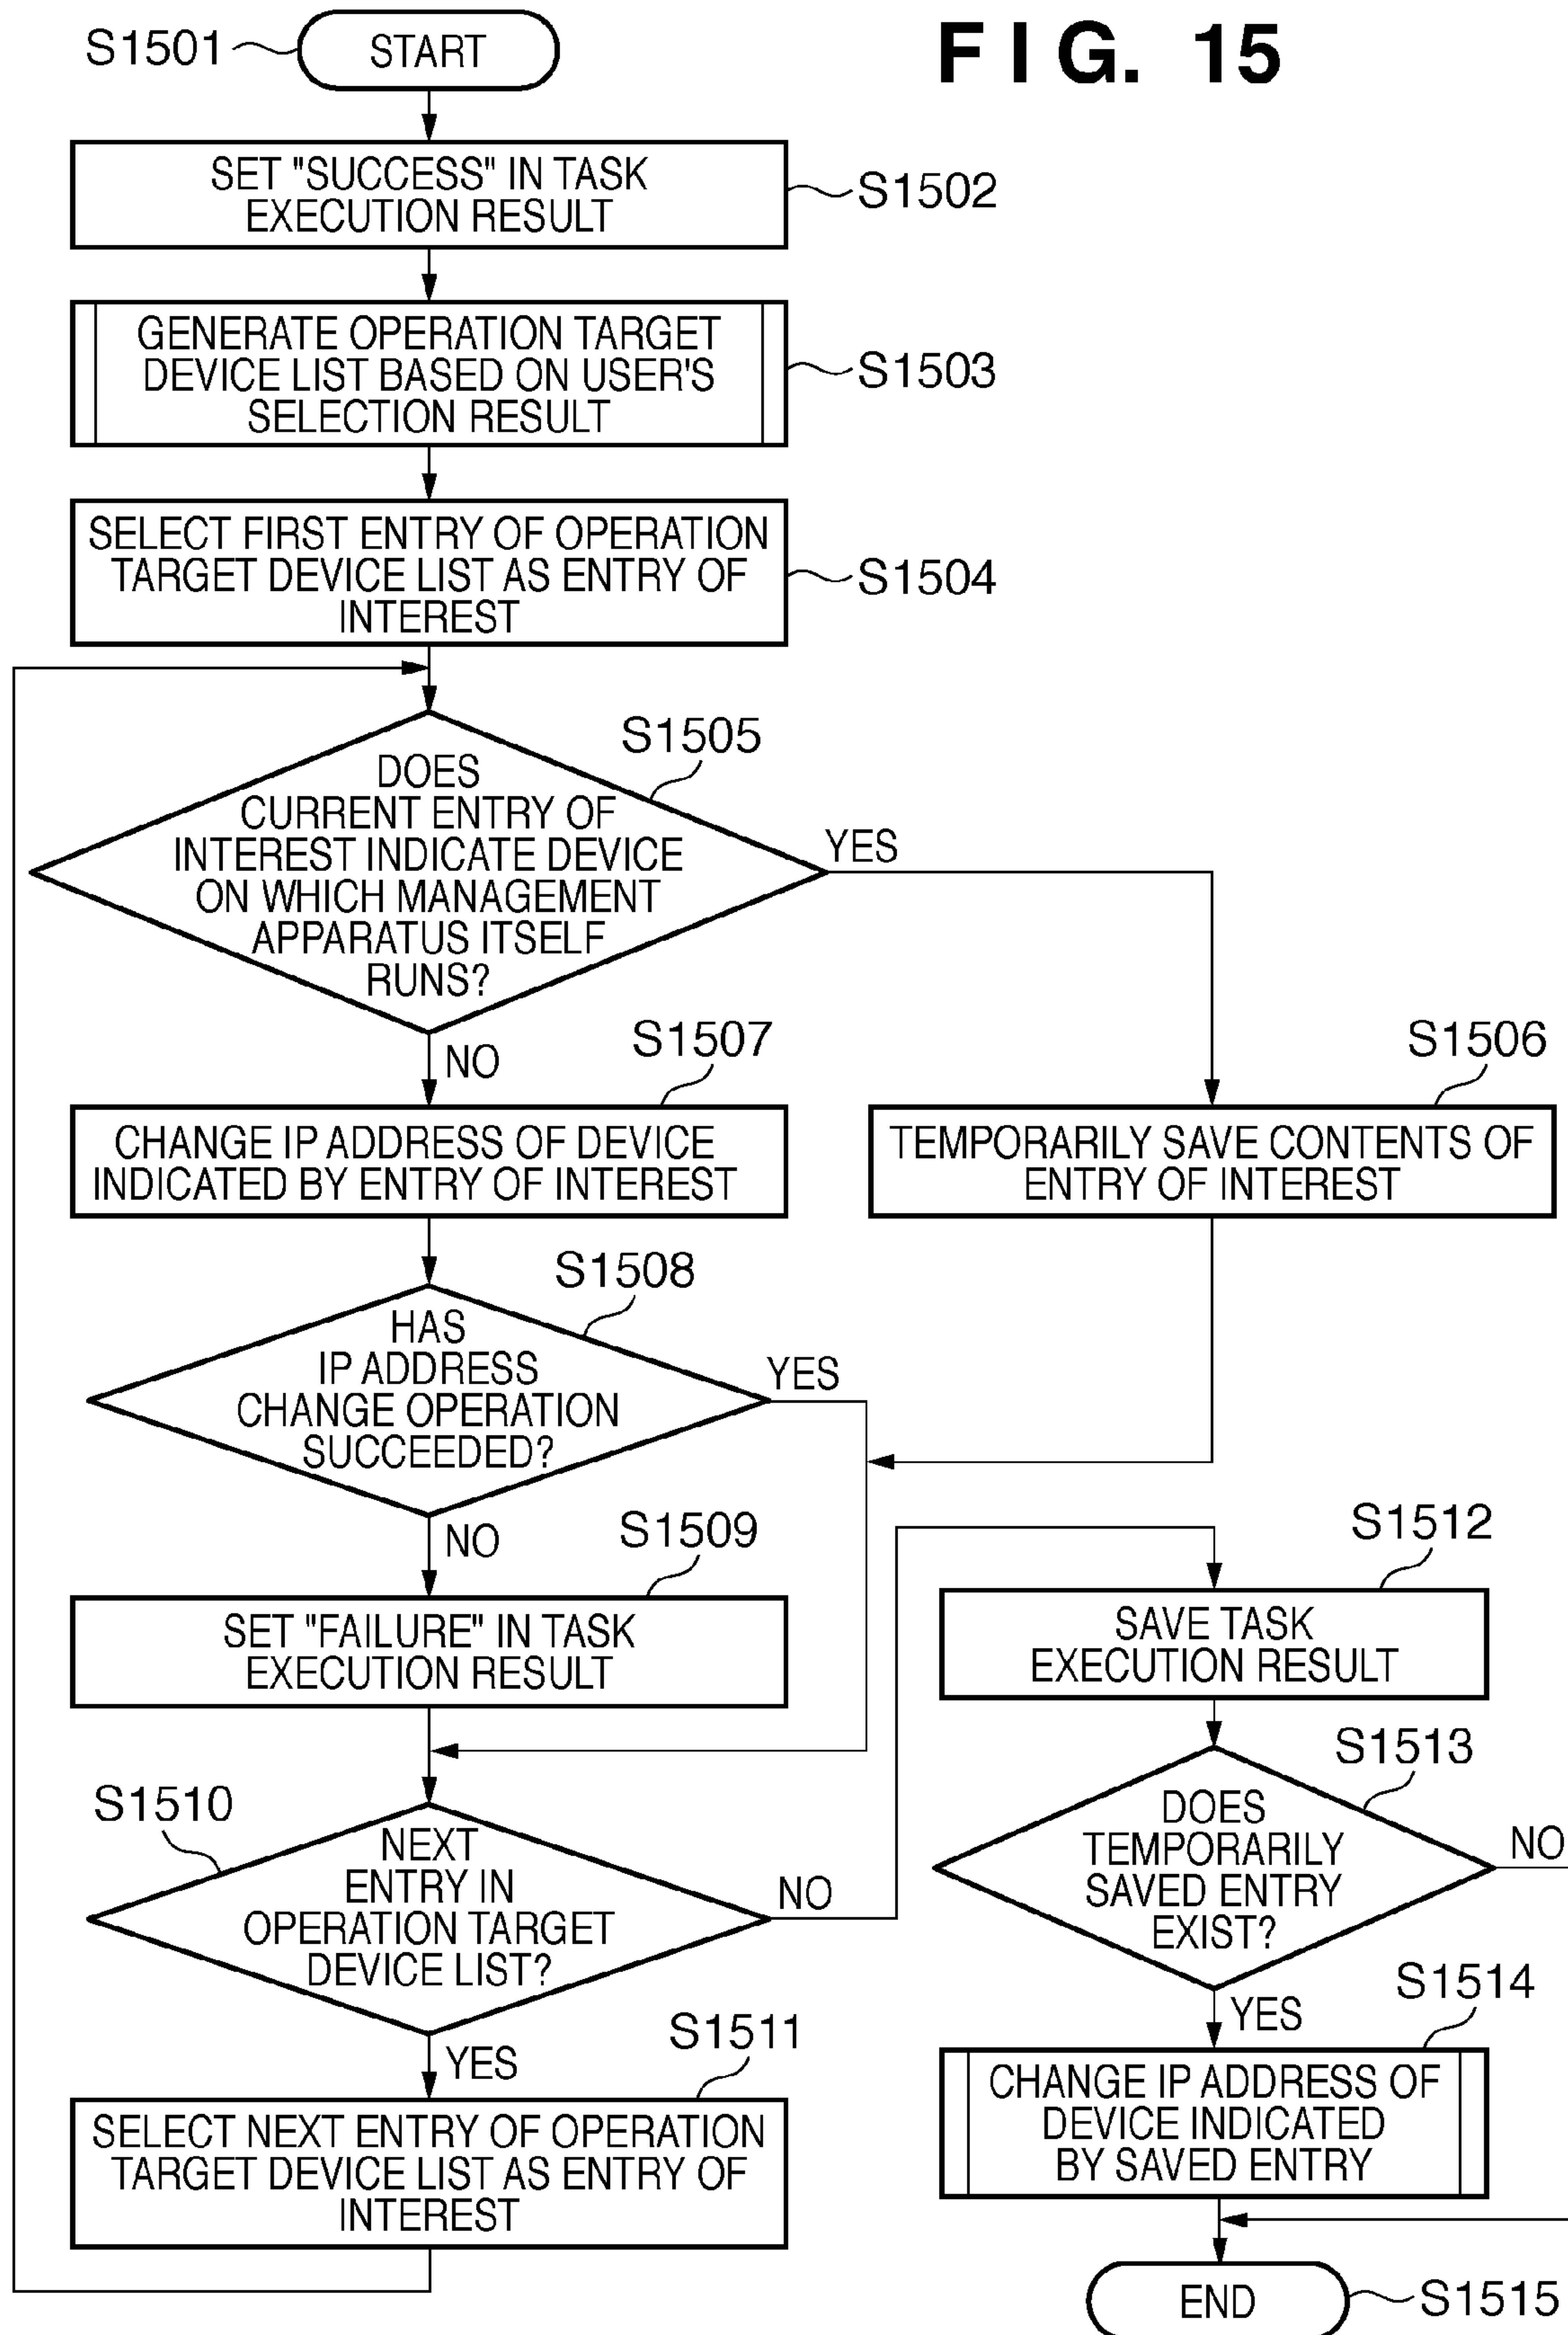 FIG. 15
S1501
START
SET "SUCCESS" IN TASK
EXECUTION RESULT
S1502
GENERATE OPERATION TARGET
DEVICE LIST BASED ON USER'S
SELECTION RESULT
S1503
SELECT FIRST ENTRY OF OPERATION
TARGET DEVICE LIST AS ENTRY OF
INTEREST
S1504
S1505
DOES
CURRENT ENTRY OF
INTEREST INDICATE DEVICE
ON WHICH MANAGEMENT
APPARATUS ITSELF
RUNS?
YES
NO
S1507
CHANGE IP ADDRESS OF DEVICE
INDICATED BY ENTRY OF INTEREST
S1506
TEMPORARILY SAVE CONTENTS OF
ENTRY OF INTEREST
S1508
HAS
IP ADDRESS
CHANGE OPERATION
SUCCEEDED?
YES
NO
S1509
SET "FAILURE" IN TASK
EXECUTION RESULT
S1510
NEXT
ENTRY IN
OPERATION TARGET
DEVICE LIST?
NO
YES
S1511
SELECT NEXT ENTRY OF OPERATION
TARGET DEVICE LIST AS ENTRY OF
INTEREST
S1512
SAVE TASK
EXECUTION RESULT
S1513
DOES
TEMPORARILY
SAVED ENTRY
EXIST?
NO
YES
S1514
CHANGE IP ADDRESS OF
DEVICE INDICATED
BY SAVED ENTRY
END
S1515